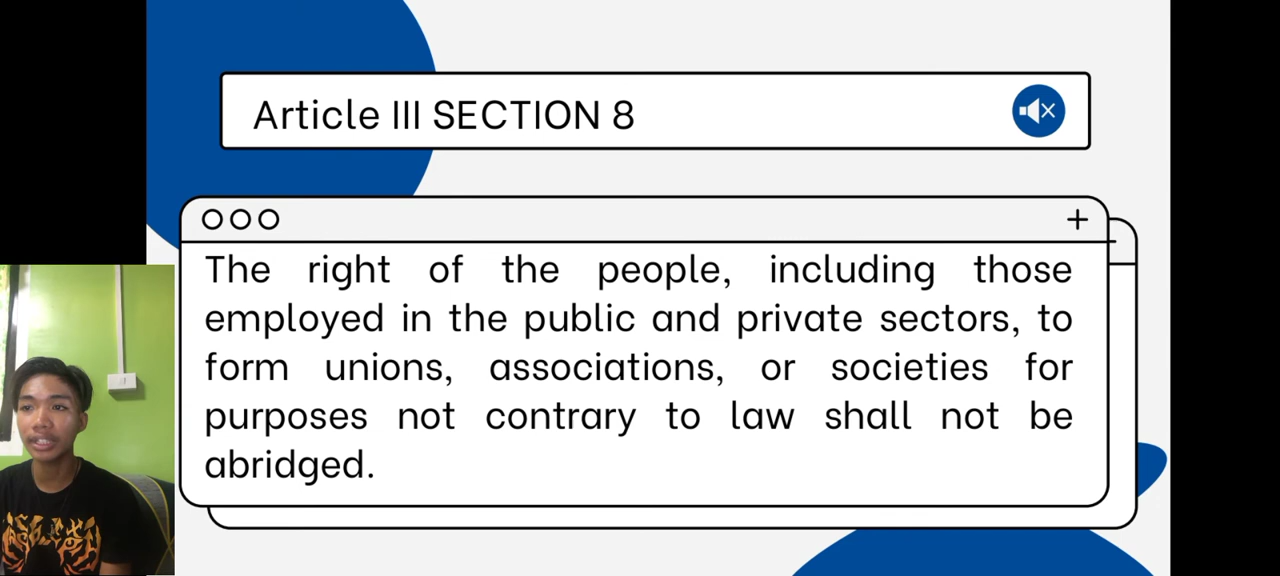 Article III SECTION 8
The right of the people, including those
employed in the public and private sectors, to
form unions, associations, or societies for
purposes not contrary to law shall not be
abridged.